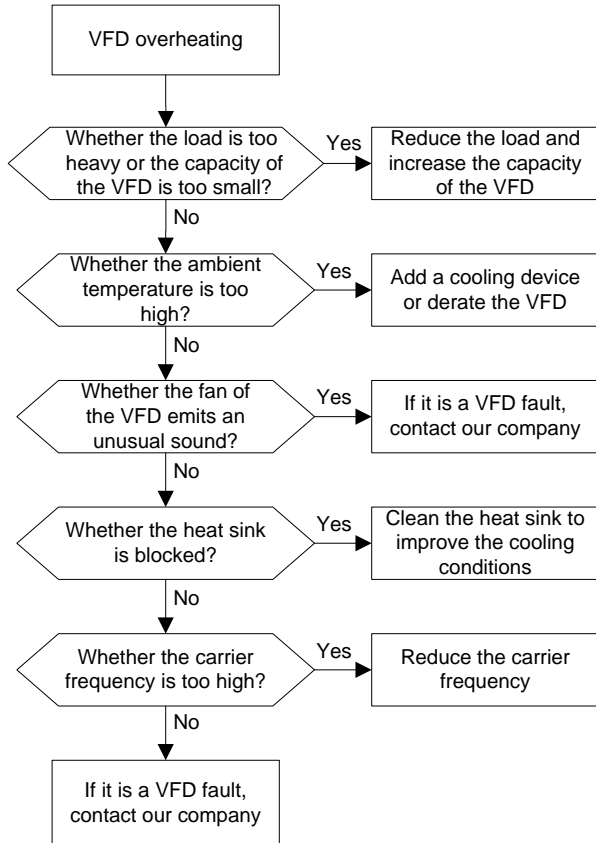 VFD overheating
Whether the load is too
heavy or the capacity of
the VFD is too small?
Yes
Reduce the load and
increase the capacity
of the VFD
No
Whether the ambient
temperature is too
high?
Yes
Add a cooling device
or derate the VFD
No
Whether the fan of
the VFD emits an
unusual sound?
Yes
If it is a VFD fault,
contact our company
No
Whether the heat sink
is blocked?
Yes
Clean the heat sink to
improve the cooling
conditions
No
Whether the carrier
frequency is too high?
Yes
Reduce the carrier
frequency
No
If it is a VFD fault,
contact our company